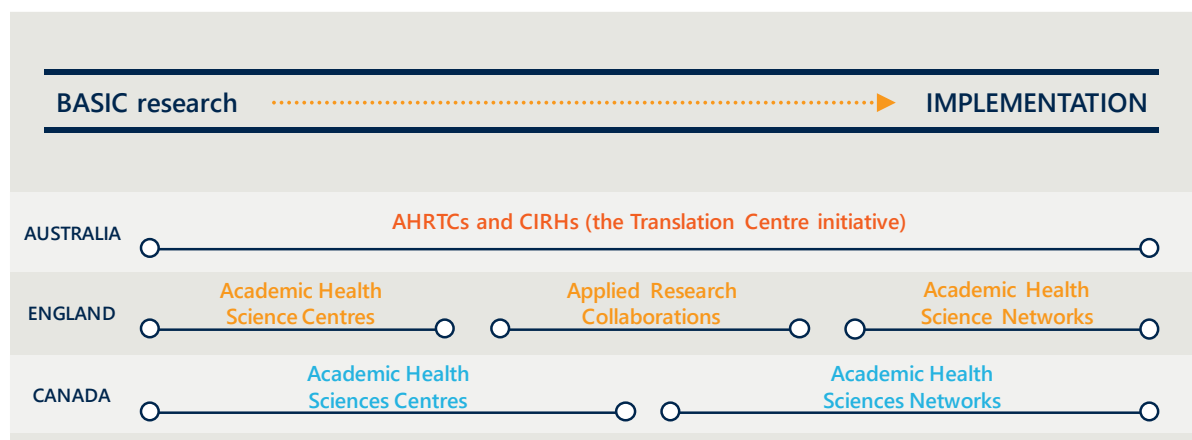 BASIC research
IMPLEMENTATION
AUSTRALIA
AHRTCs and CIRHs (the Translation Centre initiative)
ENGLAND
Academic Health
Science Centres
Applied Research
Collaborations
Academic Health
Science Networks
CANADA
Academic Health
Sciences Centres
Academic Health
Sciences Networks